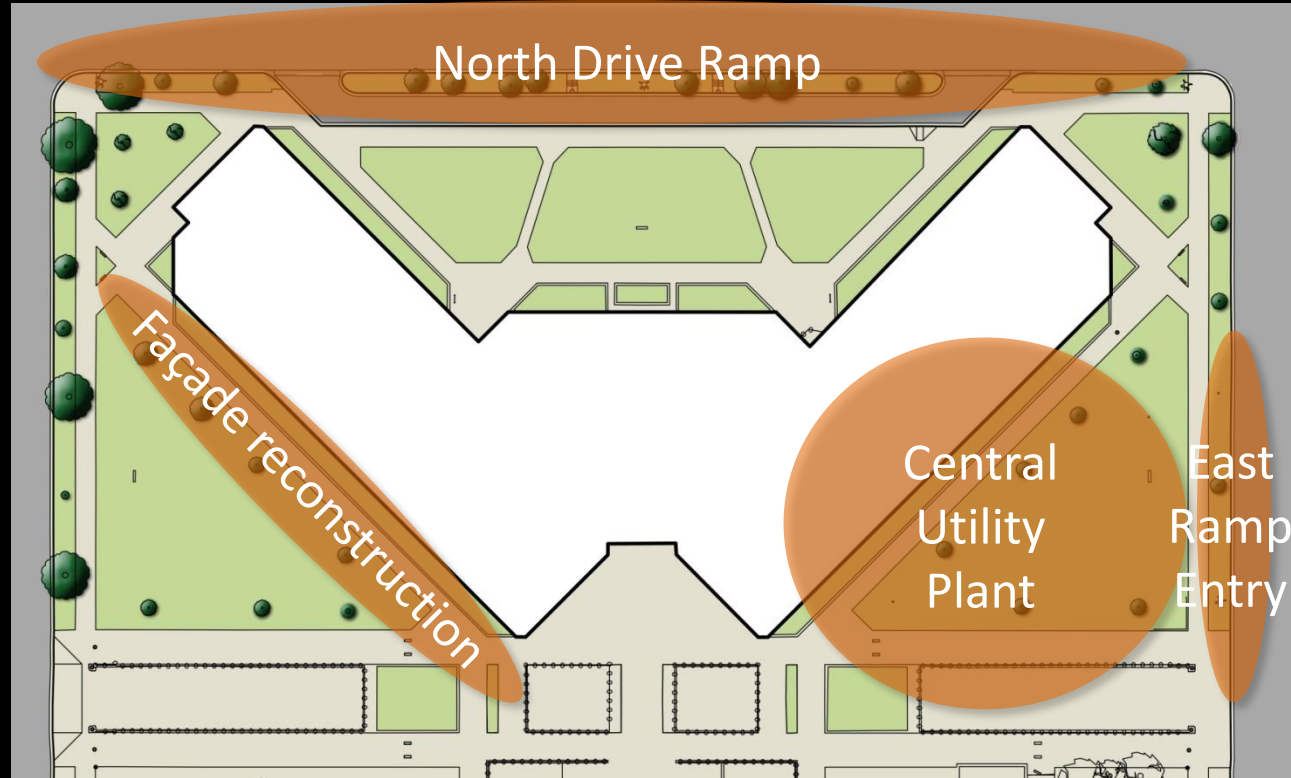 North Drive Ramp
Façade reconstruction
Central
Utility
Plant
East
Ramp
Entry